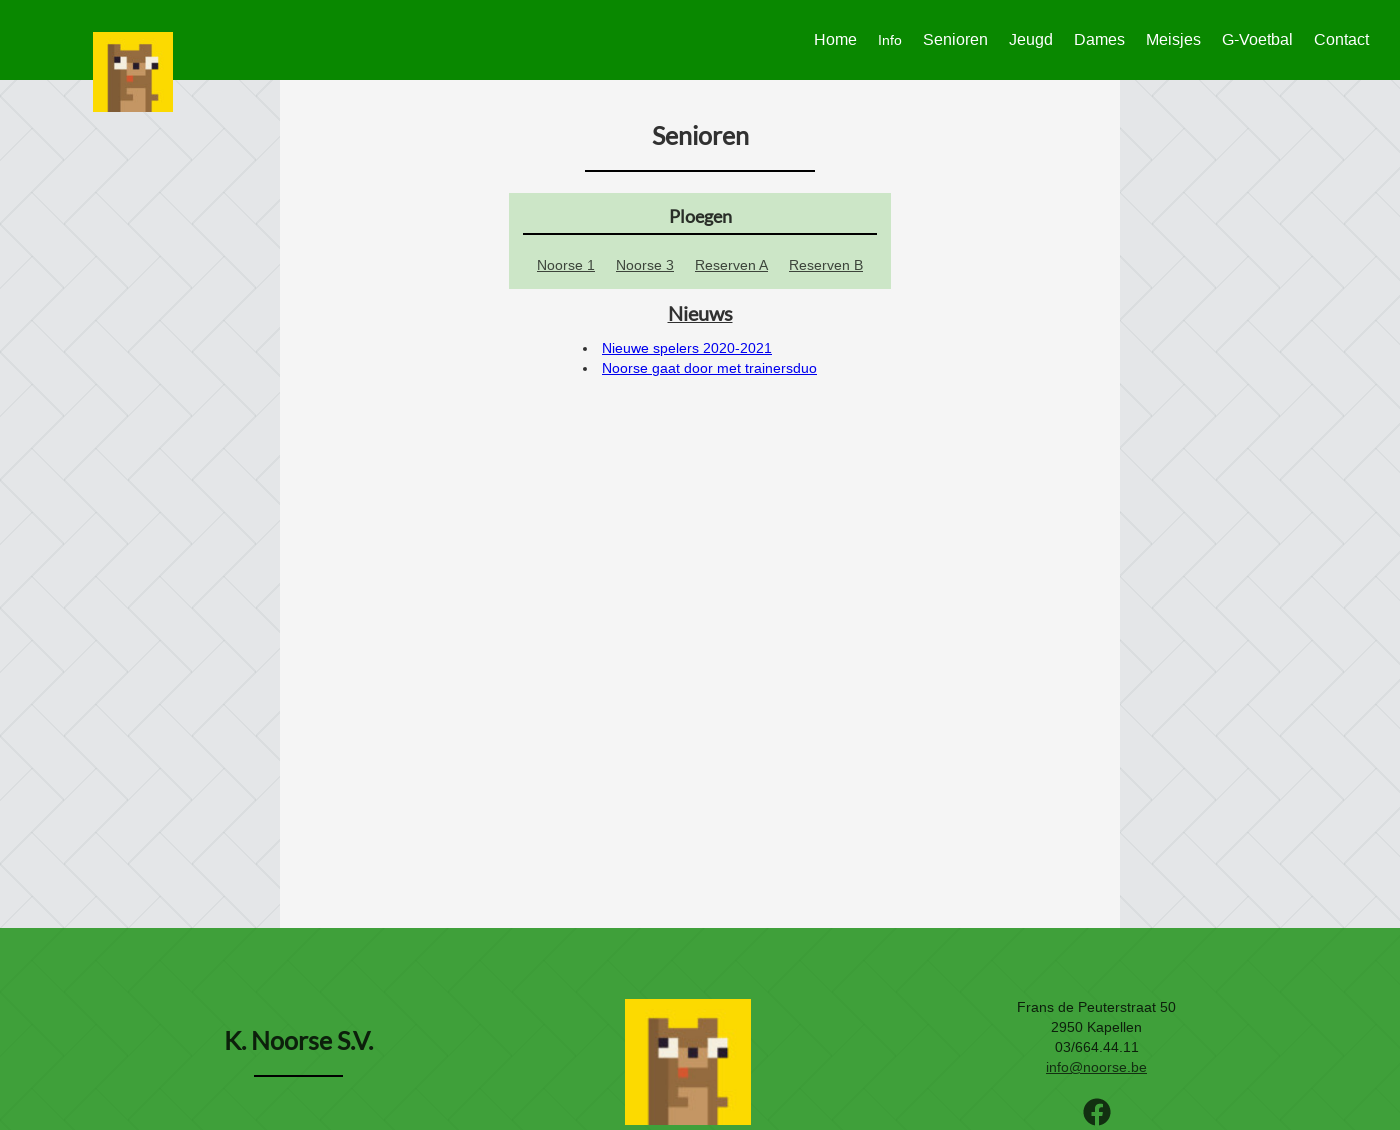 Home Info Senioren Jeugd Dames Meisjes G-Voetbal Contact
Senioren
Ploegen
Noorse 1 Noorse 3 Reserven A Reserven B
Nieuws
Nieuwe spelers 2020-2021
Noorse gaat door met trainersduo
K. Noorse S.V.
Frans de Peuterstraat 50
2950 Kapellen
03/664.44.11
info@noorse.be